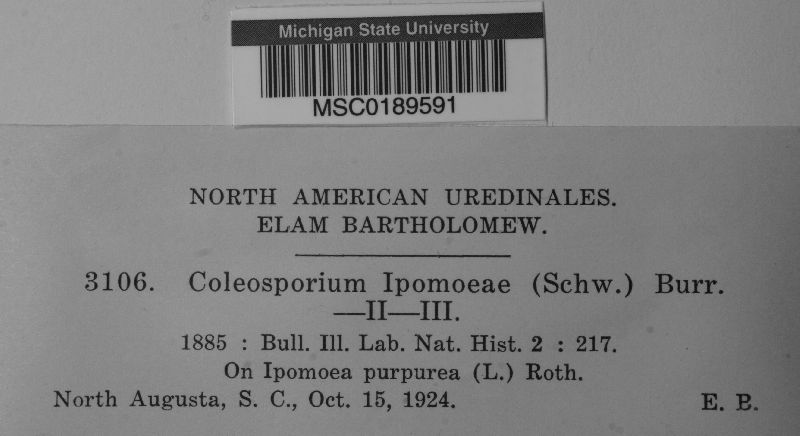 Michigan State University
MSC0189591
NORTH AMERICAN UREDINALES.
ELAM BARTHOLOMEW.
3106. Coleosporium Ipomoeae (Schw.) Burr.
—II—III.
1885 : Bull. Ill. Lab. Nat. Hist. 2 : 217.
On Ipomoea purpurea (L.) Roth.
North Augusta, S. C., Oct. 15, 1924. E. B.